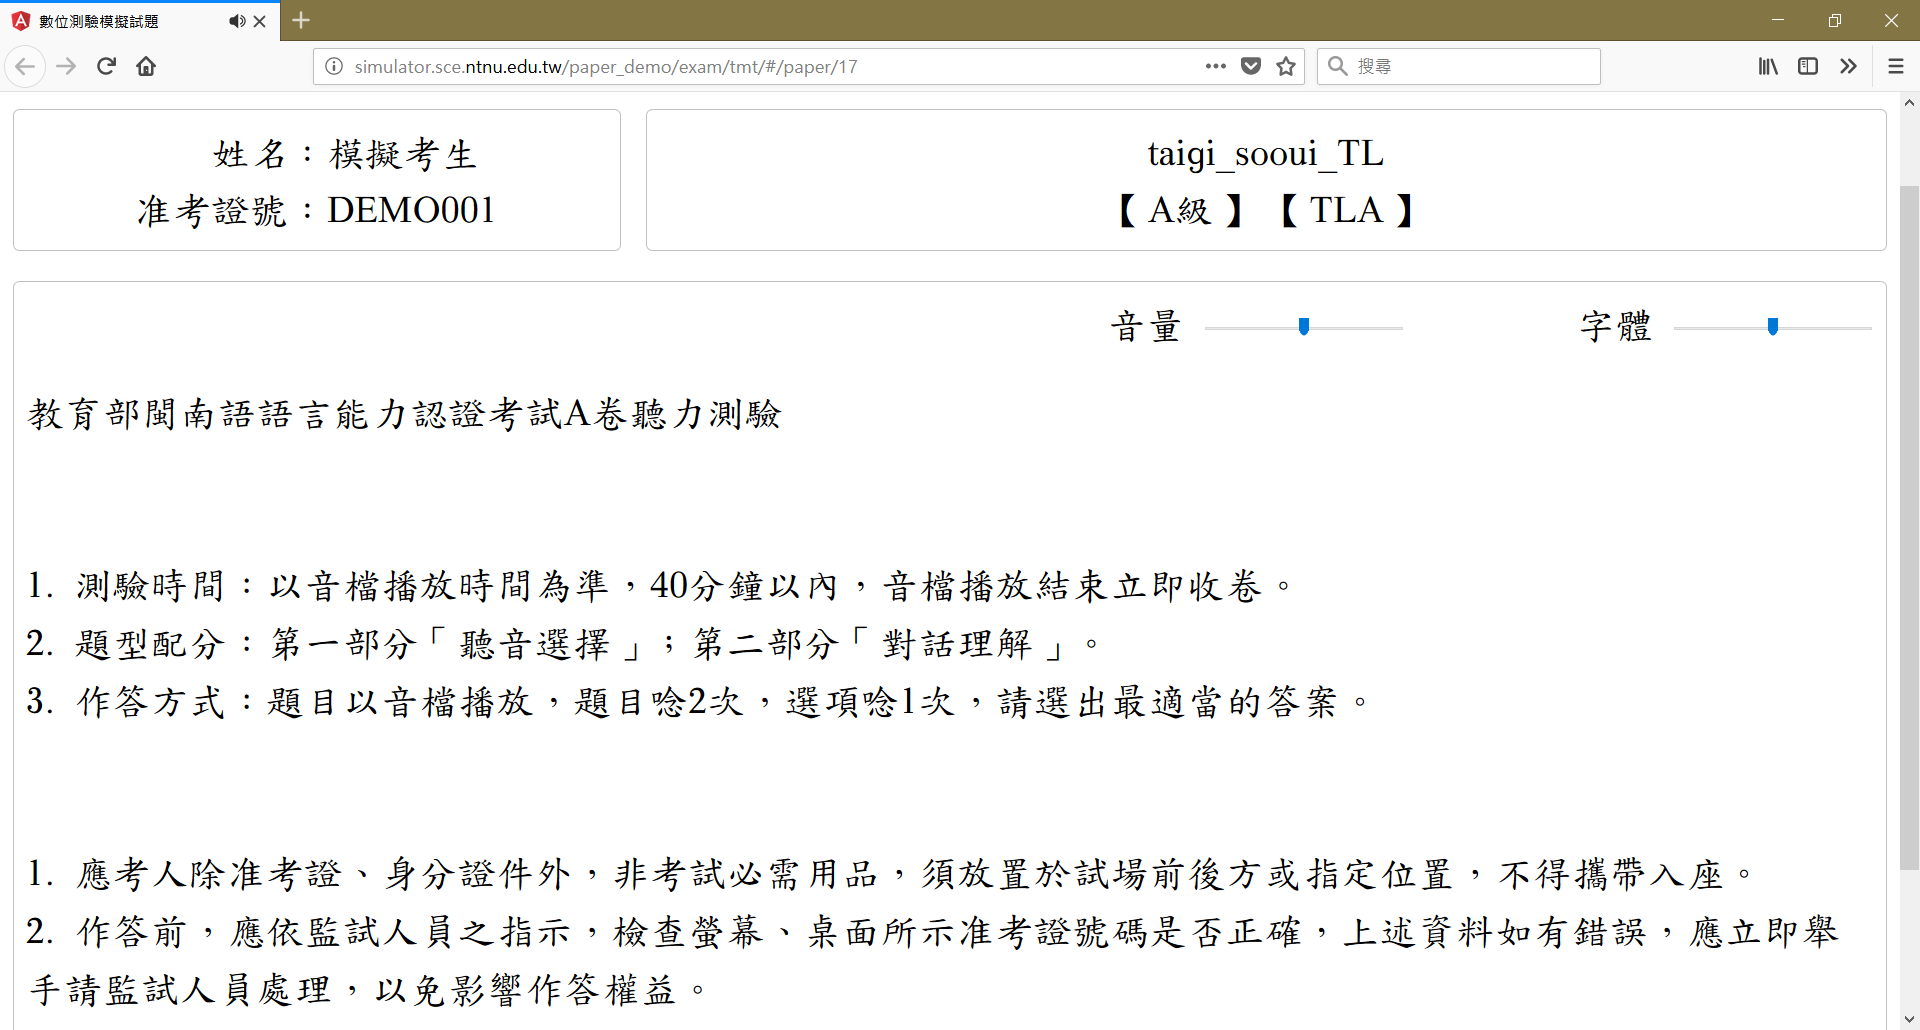 數位測驗模擬試題
simulator.sce.ntnu.edu.tw/paper_demo/exam/tmt/#/paper/17
搜尋
姓名：模擬考生
准考證號：DEMO001
taigi_sooui_TL
【 A級 】 【 TLA 】
音量
字體
教育部閩南語語言能力認證考試A卷聽力測驗
1. 測驗時間：以音檔播放時間為準，40分鐘以內，音檔播放結束立即收卷。
2. 題型配分：第一部分「 聽音選擇 」；第二部分「 對話理解 」。
3. 作答方式：題目以音檔播放，題目唸2次，選項唸1次，請選出最適當的答案。
1. 應考人除准考證、身分證件外，非考試必需用品，須放置於試場前後方或指定位置，不得攜帶入座。
2. 作答前，應依監試人員之指示，檢查螢幕、桌面所示准考證號碼是否正確，上述資料如有錯誤，應立即舉
手請監試人員處理，以免影響作答權益。